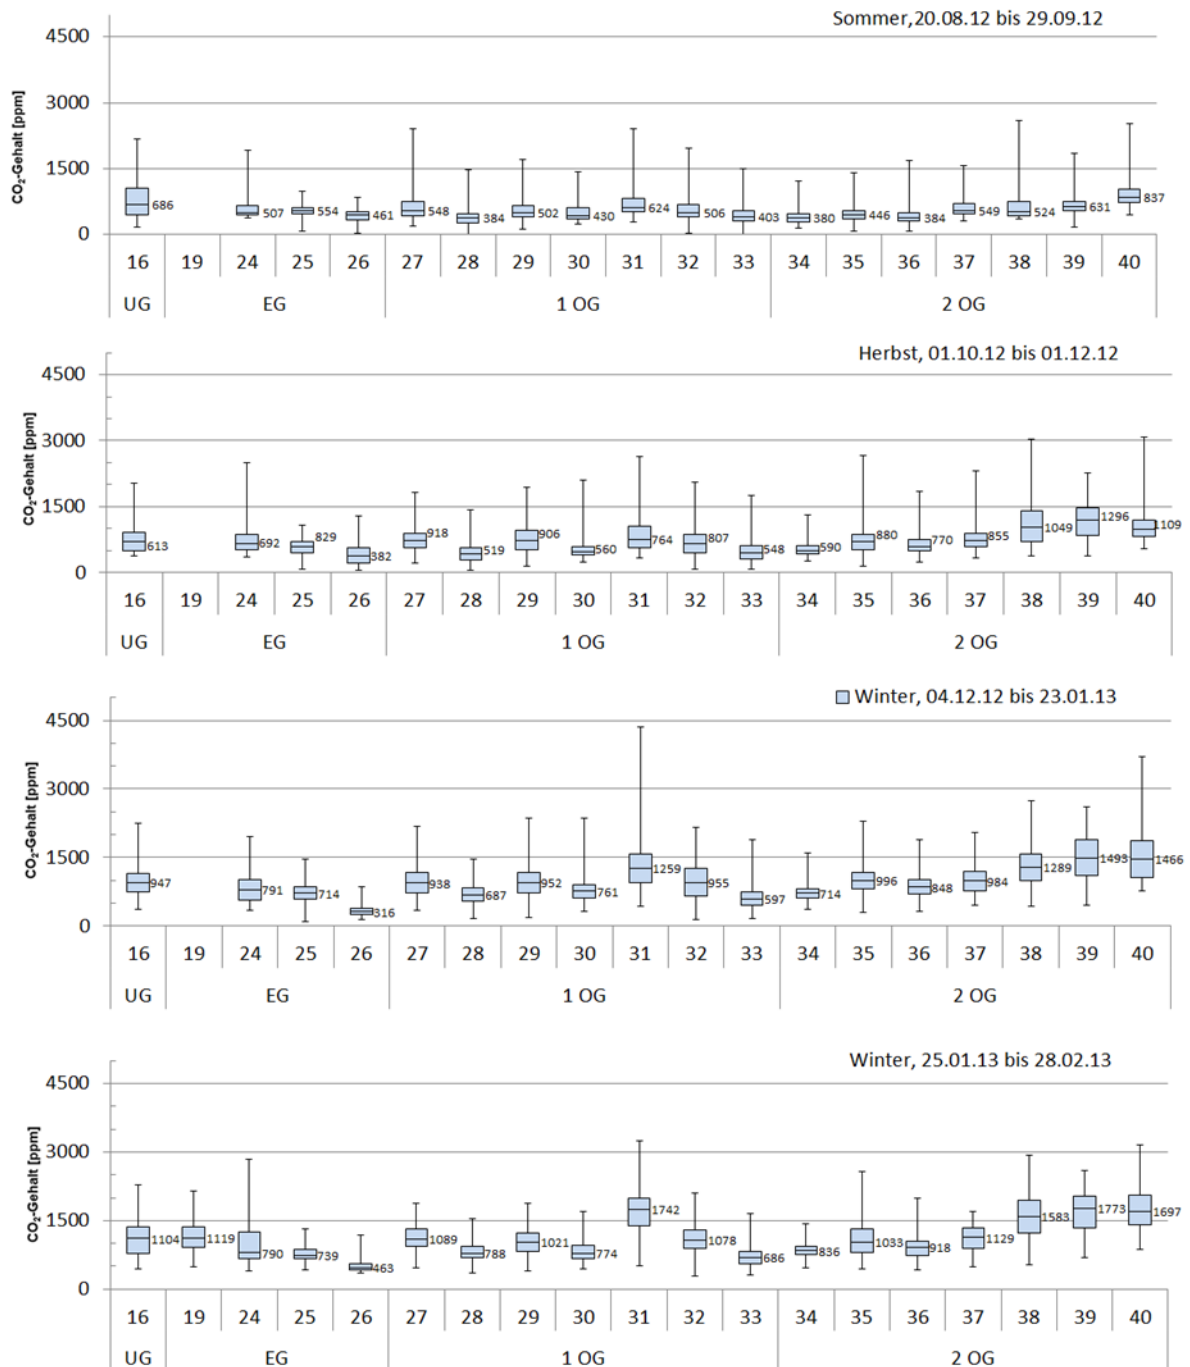 Sommer,20.08.12 bis 29.09.12
CO₂-Gehalt [ppm]
4500
3000
1500
0
686 507 554 461 548 384 502 430 624 506 403 380 446 384 549 524 631 837
16 19 24 25 26 27 28 29 30 31 32 33 34 35 36 37 38 39 40
UG EG 1 OG 2 OG
Herbst, 01.10.12 bis 01.12.12
CO₂-Gehalt [ppm]
4500
3000
1500
0
613 692 829 382 918 519 906 560 764 807 548 590 880 770 855 1049 1296 1109
16 19 24 25 26 27 28 29 30 31 32 33 34 35 36 37 38 39 40
UG EG 1 OG 2 OG
Winter, 04.12.12 bis 23.01.13
CO₂-Gehalt [ppm]
4500
3000
1500
0
947 791 714 316 938 687 952 761 1259 955 597 714 996 848 984 1289 1493 1466
16 19 24 25 26 27 28 29 30 31 32 33 34 35 36 37 38 39 40
UG EG 1 OG 2 OG
Winter, 25.01.13 bis 28.02.13
CO₂-Gehalt [ppm]
4500
3000
1500
0
1104 1119 790 739 463 1089 788 1021 774 1742 1078 686 836 1033 918 1129 1583 1773 1697
16 19 24 25 26 27 28 29 30 31 32 33 34 35 36 37 38 39 40
UG EG 1 OG 2 OG